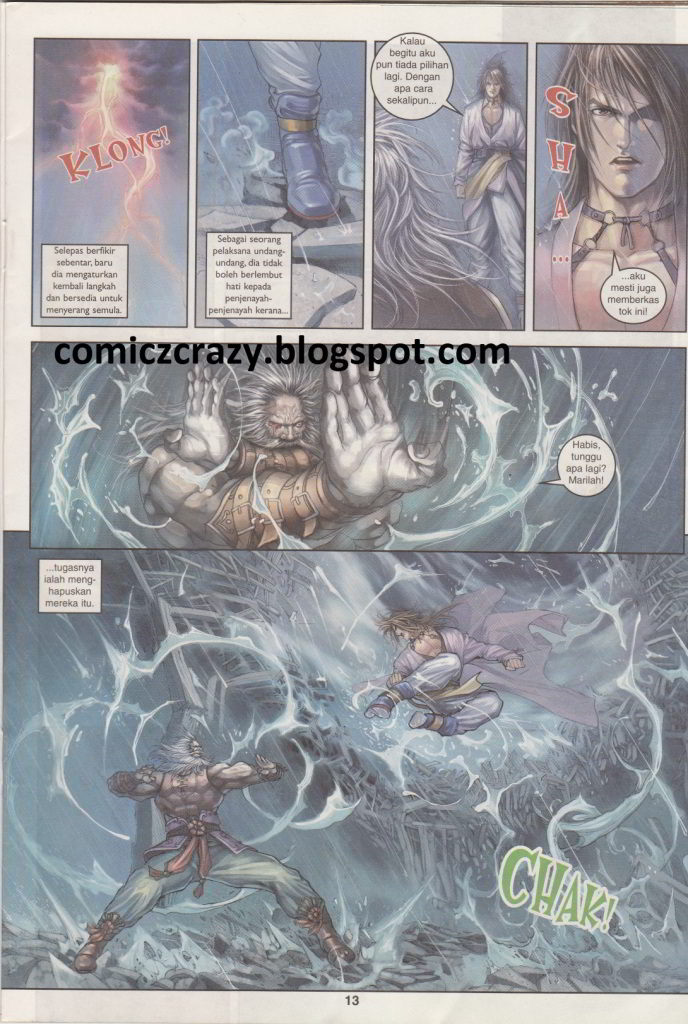 KLONG!
Selepas berfikir
sebentar, baru
dia mengaturkan
kembali langkah
dan bersedia untuk
menyerang semula.
Sebagai seorang
pelaksana undang-
undang, dia tidak
boleh berlembut
hati kepada
penjenayah-
penjenayah kerana...
Kalau
begitu aku
pun tiada pilihan
lagi. Dengan
apa cara
sekalipun...
SHA...
...aku
mesti juga
memberkas
tok ini!
comiczcrazy.blogspot.com
Habis,
tunggu
apa lagi?
Marilah!
...tugasnya
ialah meng-
hapuskan
mereka itu.
CHAK!
13